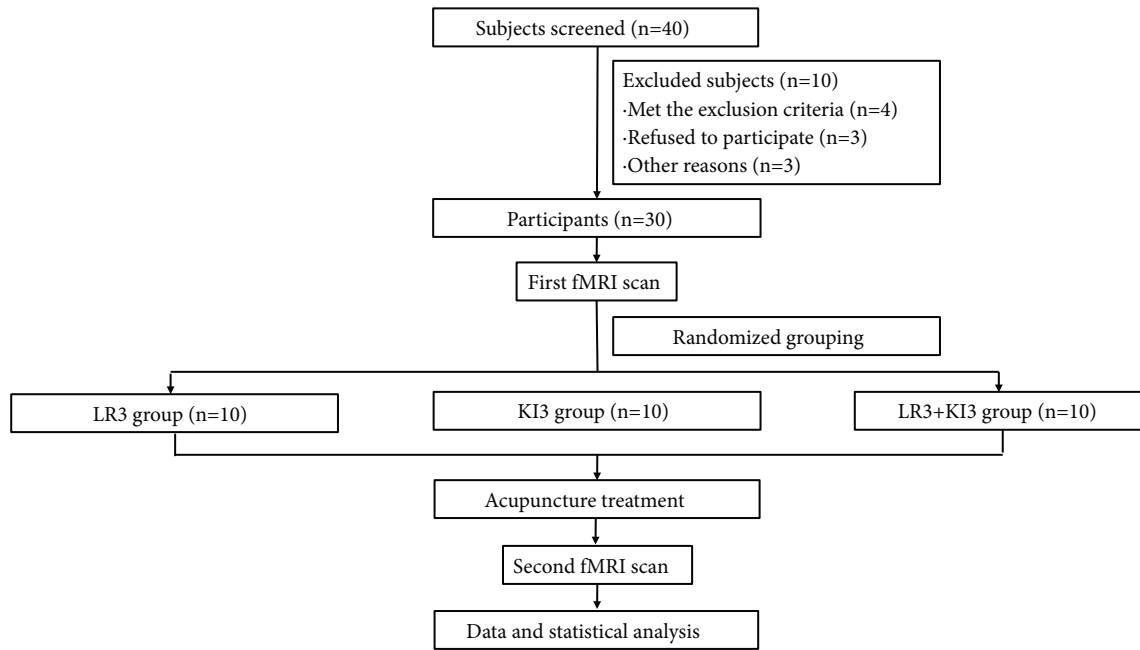 Subjects screened (n=40)
Excluded subjects (n=10)
·Met the exclusion criteria (n=4)
·Refused to participate (n=3)
·Other reasons (n=3)
Participants (n=30)
First fMRI scan
Randomized grouping
LR3 group (n=10)
KI3 group (n=10)
LR3+KI3 group (n=10)
Acupuncture treatment
Second fMRI scan
Data and statistical analysis